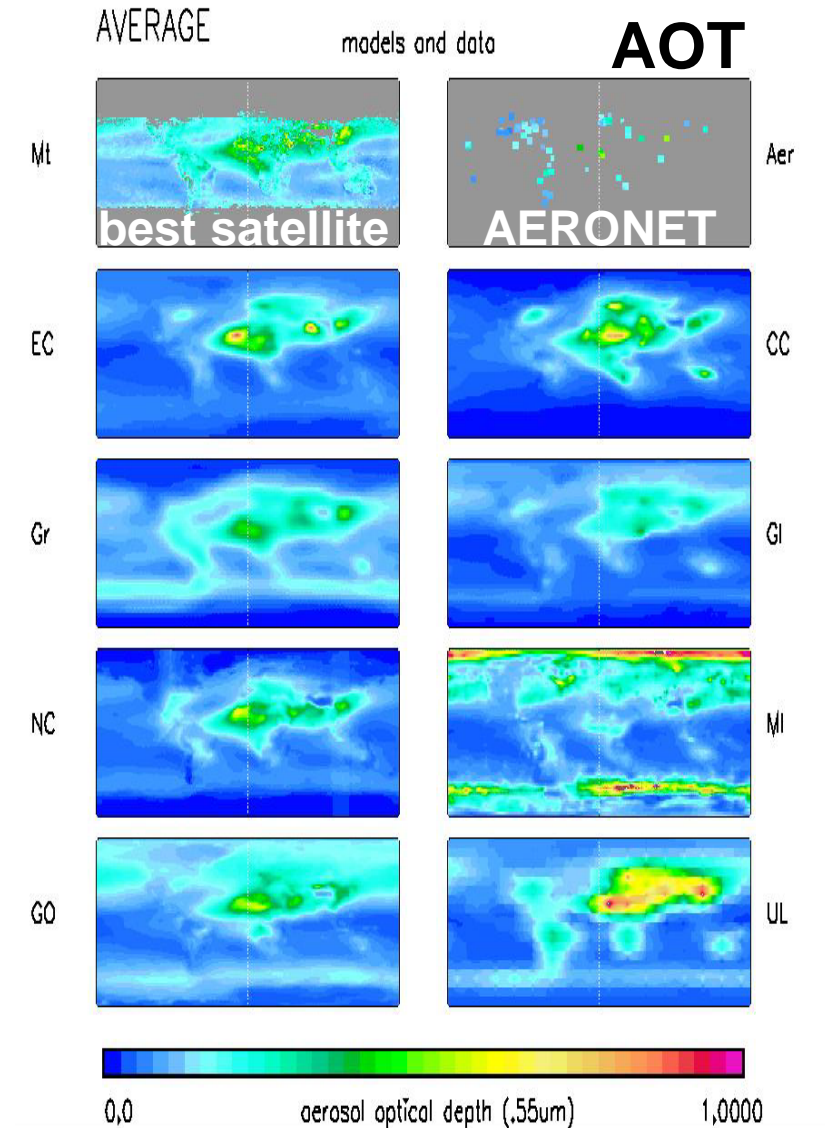 AVERAGE
models and data
AOT
Mt
best satellite
AERONET
Aer
EC
CC
Gr
GI
NC
MI
GO
UL
0,0
aerosol optical depth (.55um)
1,0000